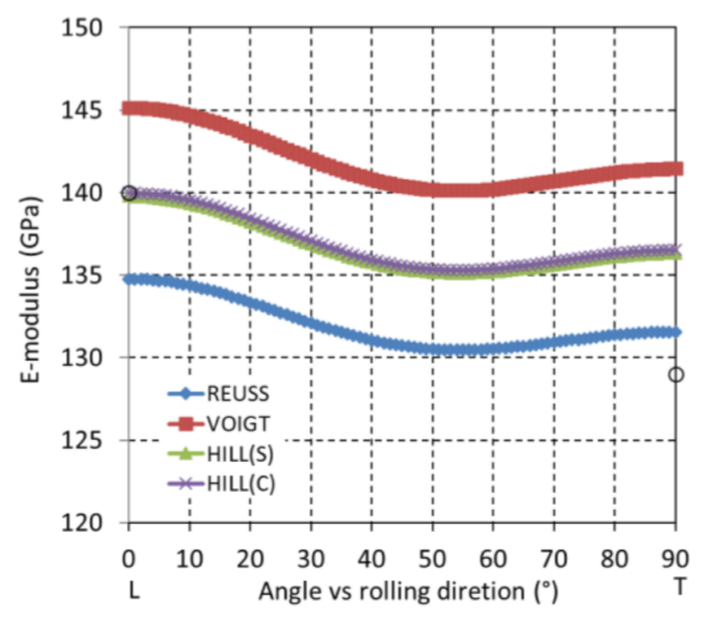 150
145
140
135
130
125
120
E-modulus (GPa)
REUSS
VOIGT
HILL(S)
HILL(C)
0 10 20 30 40 50 60 70 80 90
L Angle vs rolling diretion (°) T